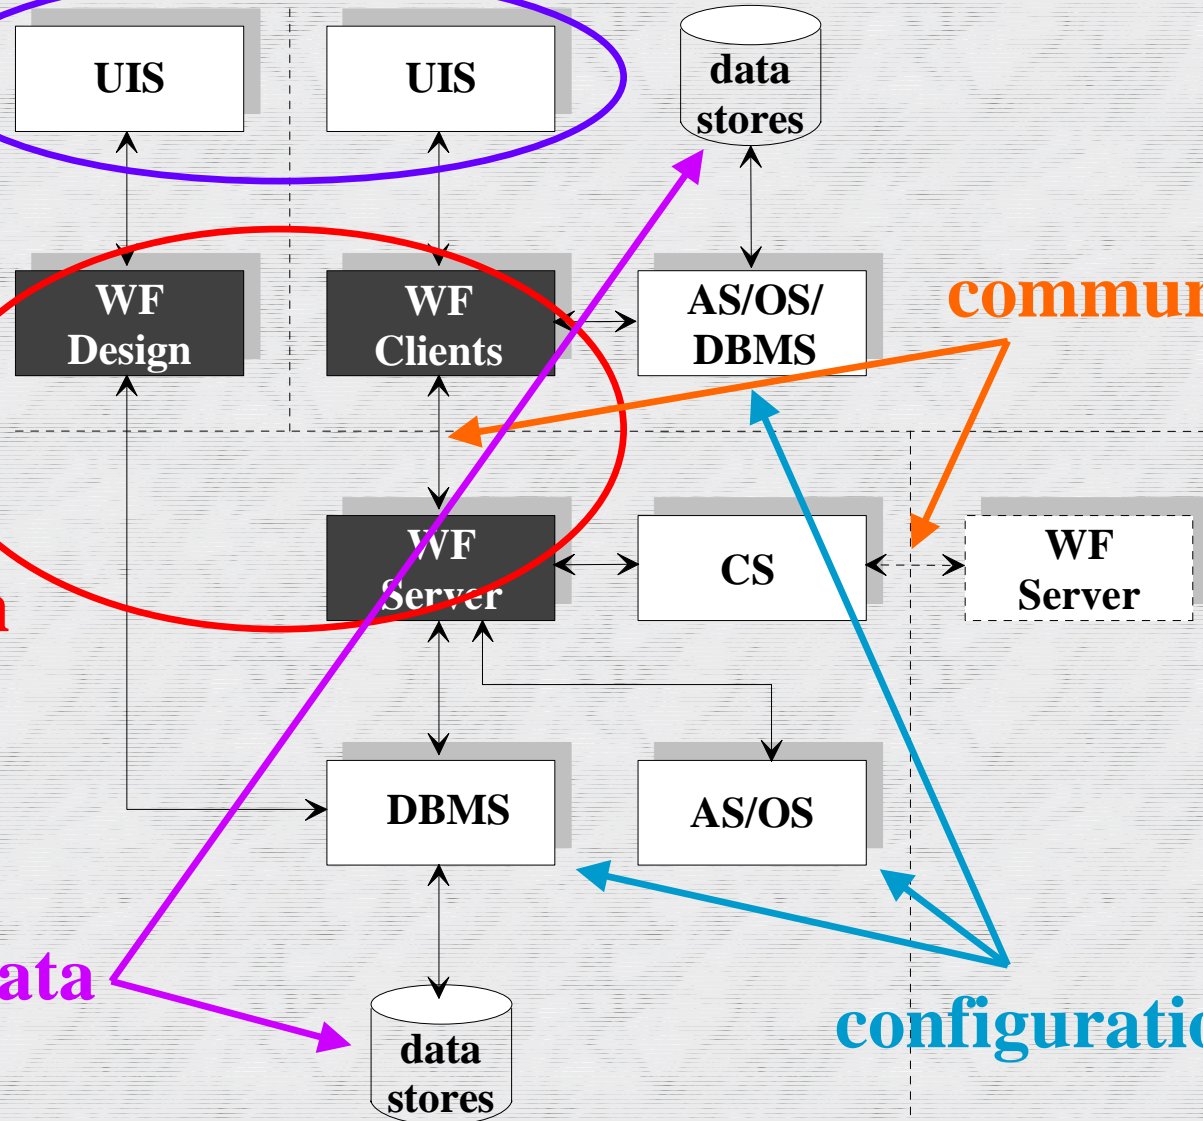 UIS
UIS
data
stores
WF
Design
WF
Clients
AS/OS/
DBMS
commun
WF
Server
CS
WF
Server
n
DBMS
AS/OS
ata
configuratio
data
stores